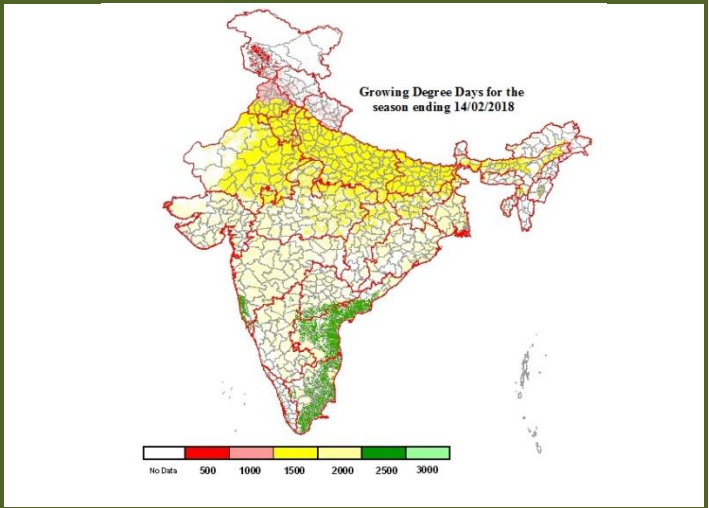 Growing Degree Days for the
season ending 14/02/2018
No Data 500 1000 1500 2000 2500 3000